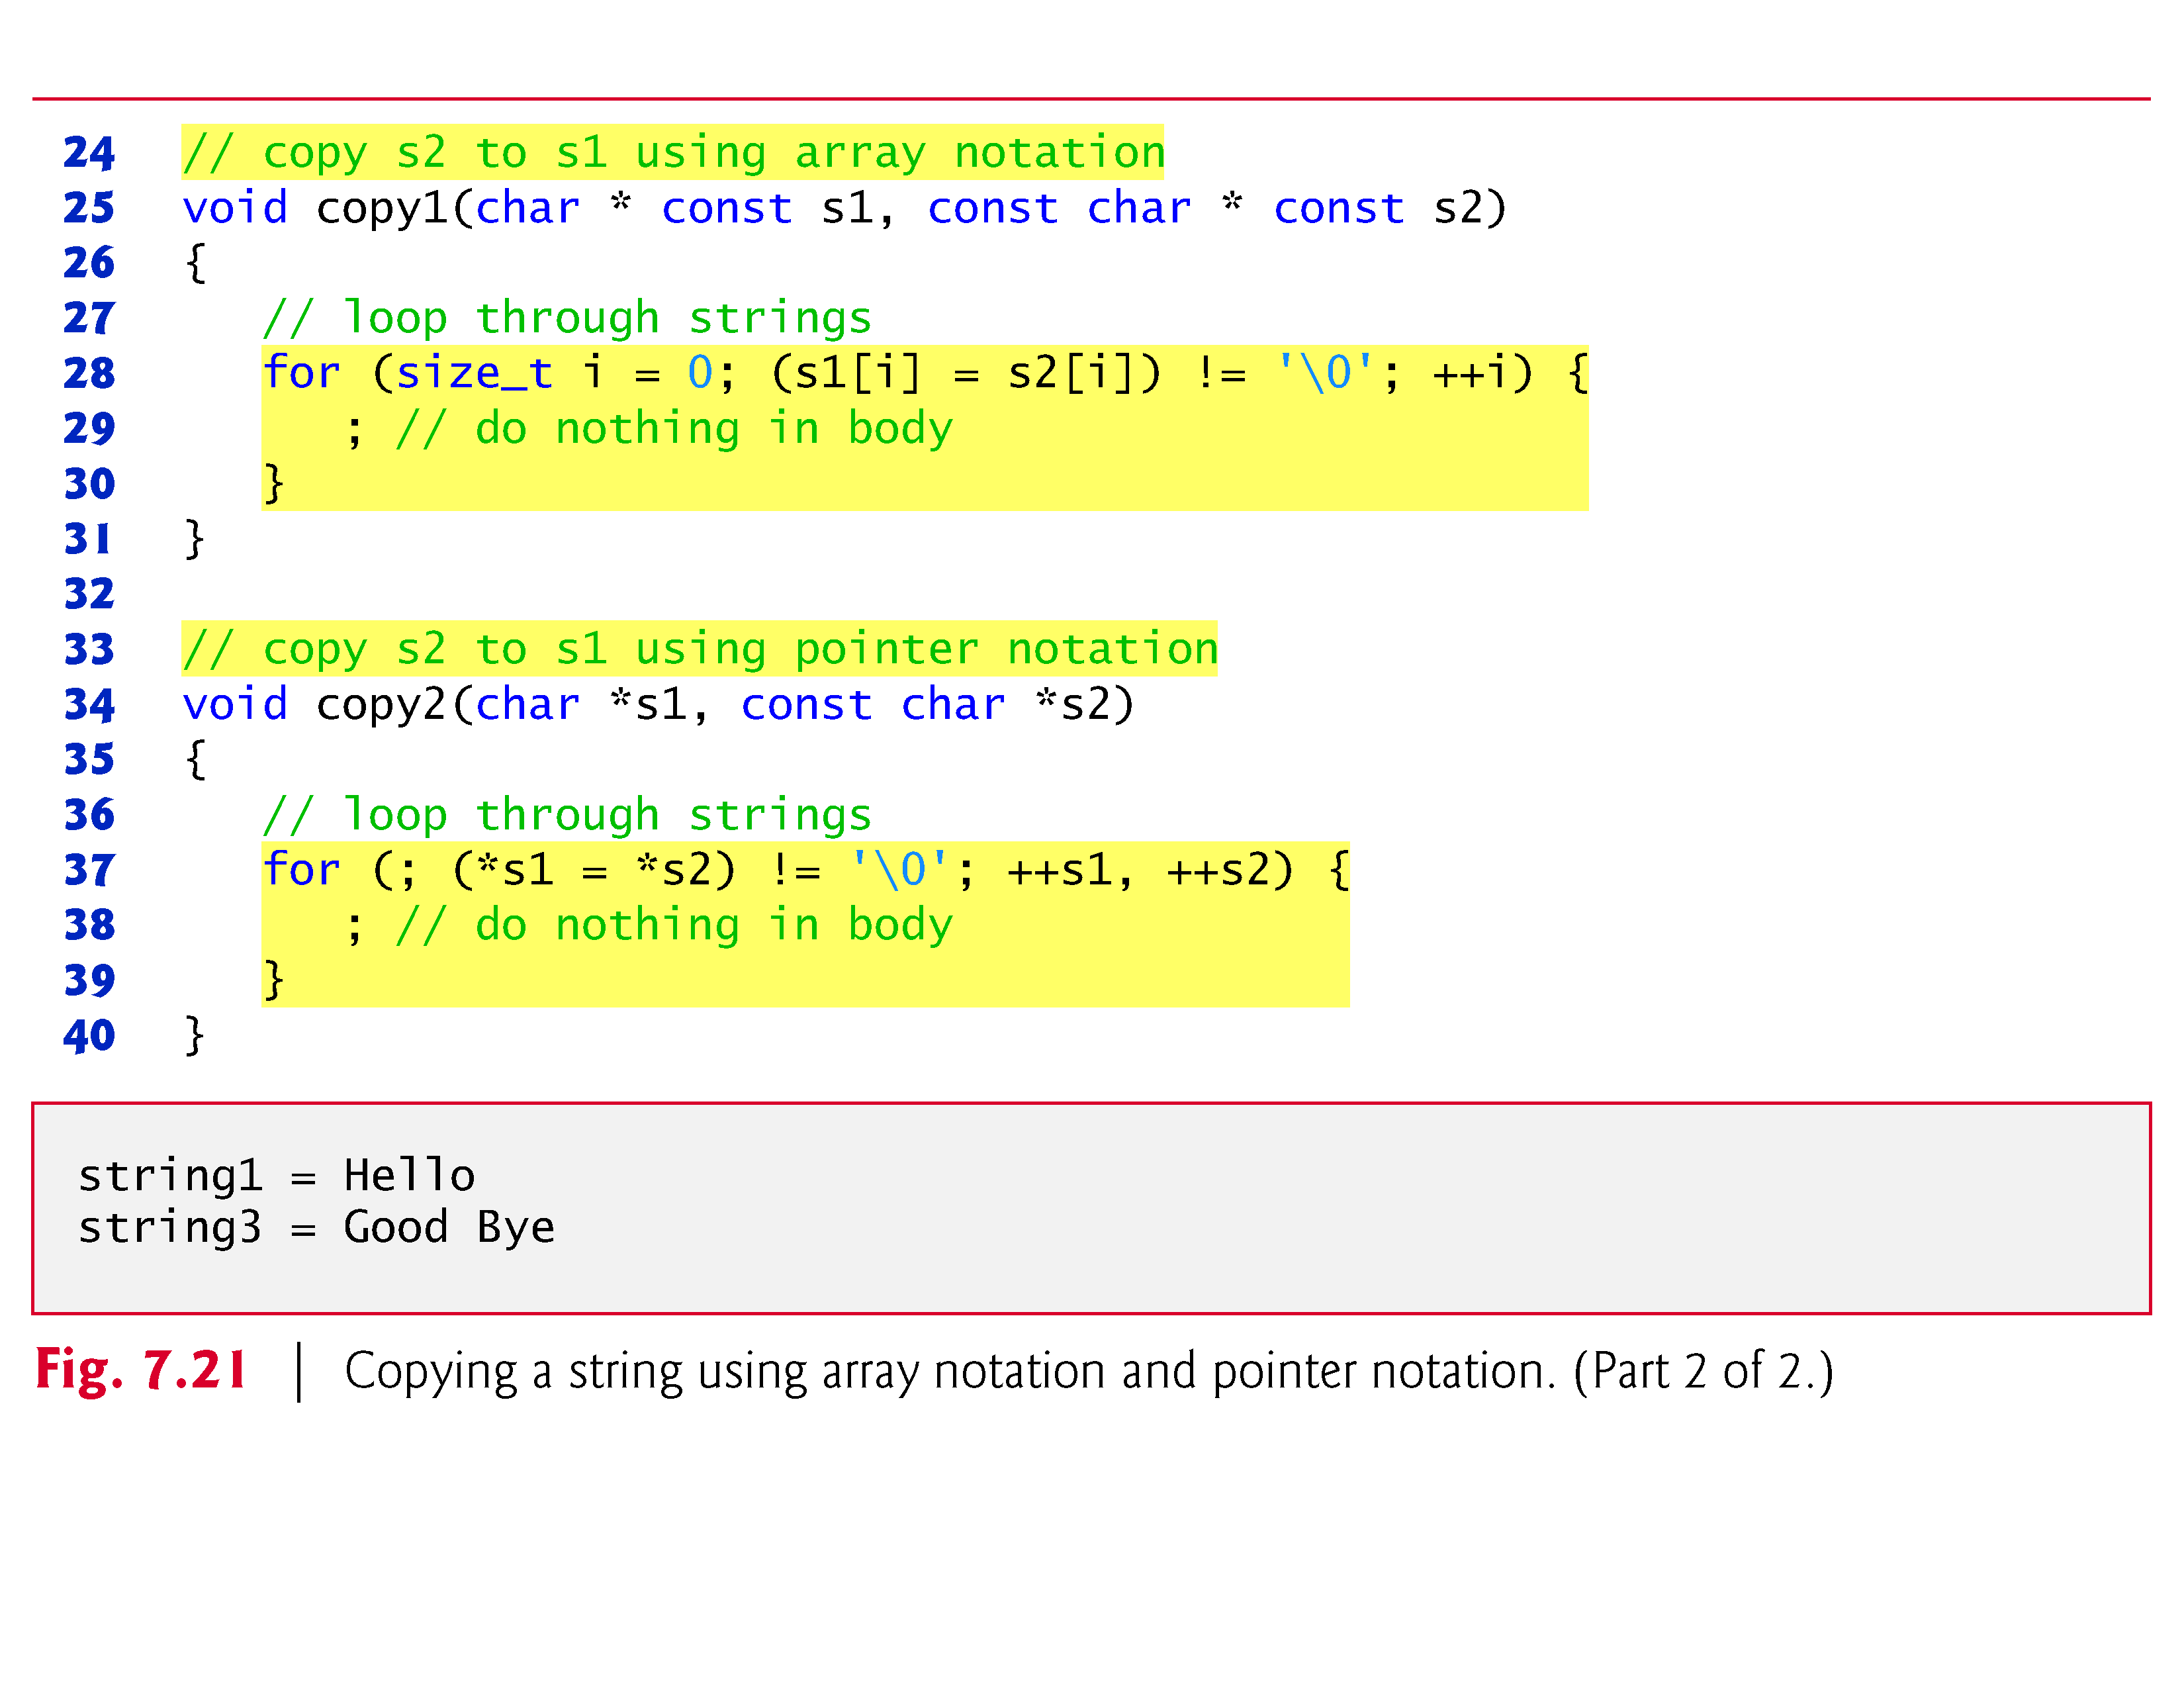 24 // copy s2 to s1 using array notation
25 void copy1(char * const s1, const char * const s2)
26 {
27 // loop through strings
28 for (size_t i = 0; (s1[i] = s2[i]) != '\0'; ++i) {
29 ; // do nothing in body
30 }
31 }
32
33 // copy s2 to s1 using pointer notation
34 void copy2(char *s1, const char *s2)
35 {
36 // loop through strings
37 for (; (*s1 = *s2) != '\0'; ++s1, ++s2) {
38 ; // do nothing in body
39 }
40 }
string1 = Hello
string3 = Good Bye
Fig. 7.21 | Copying a string using array notation and pointer notation. (Part 2 of 2.)